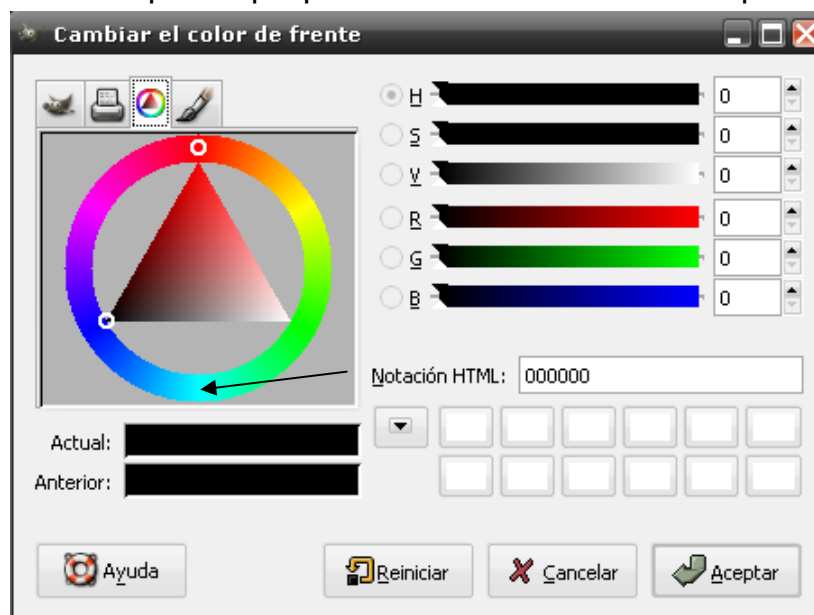 Cambiar el color de frente
H 0
S 0
V 0
R 0
G 0
B 0
Notación HTML: 000000
Actual:
Anterior:
Ayuda
Reiniciar
Cancelar
Aceptar